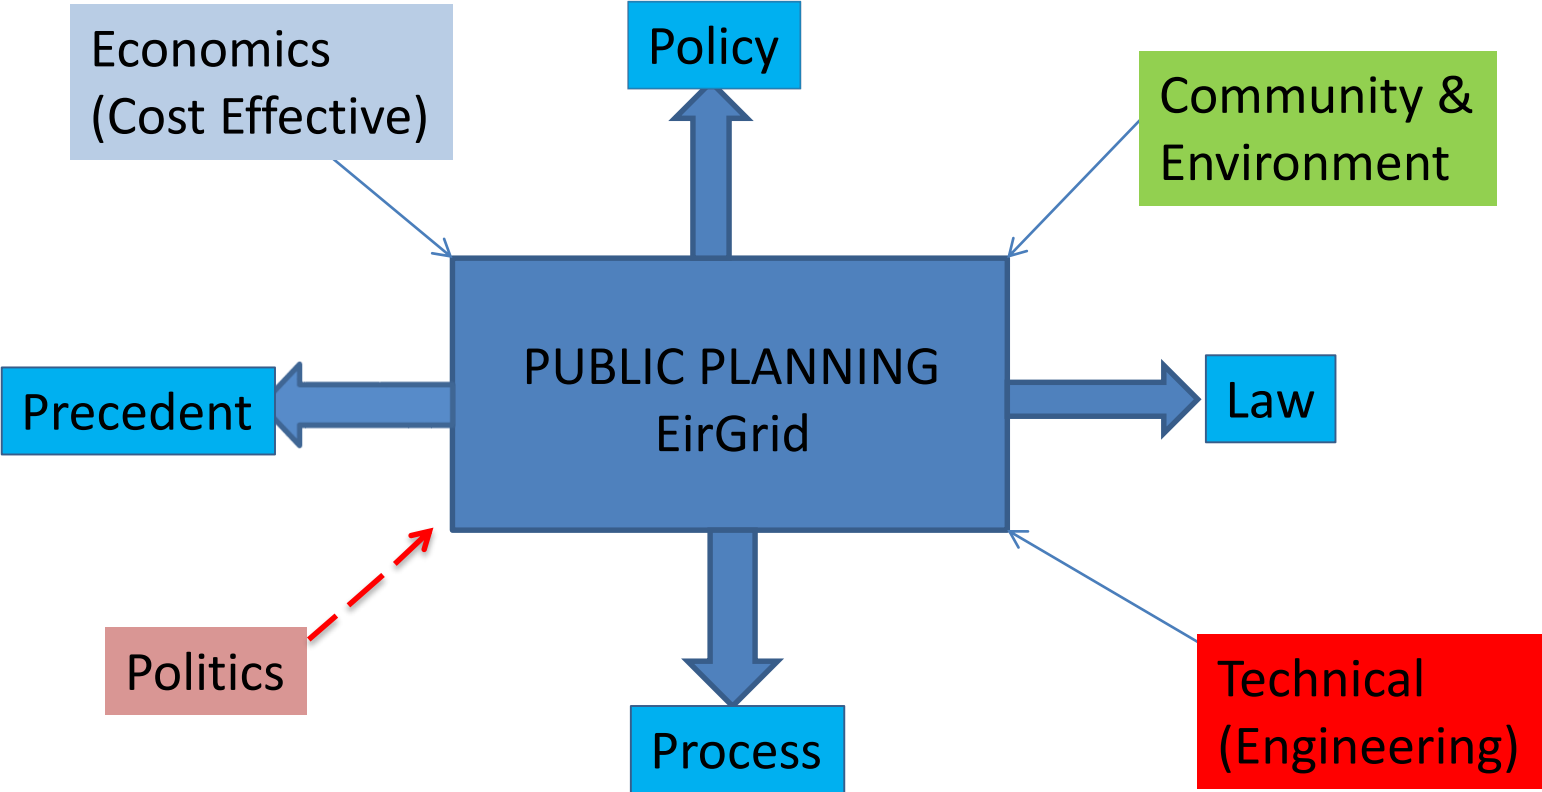 Economics
(Cost Effective)
Policy
Community &
Environment
PUBLIC PLANNING
EirGrid
Precedent
Law
Politics
Process
Technical
(Engineering)